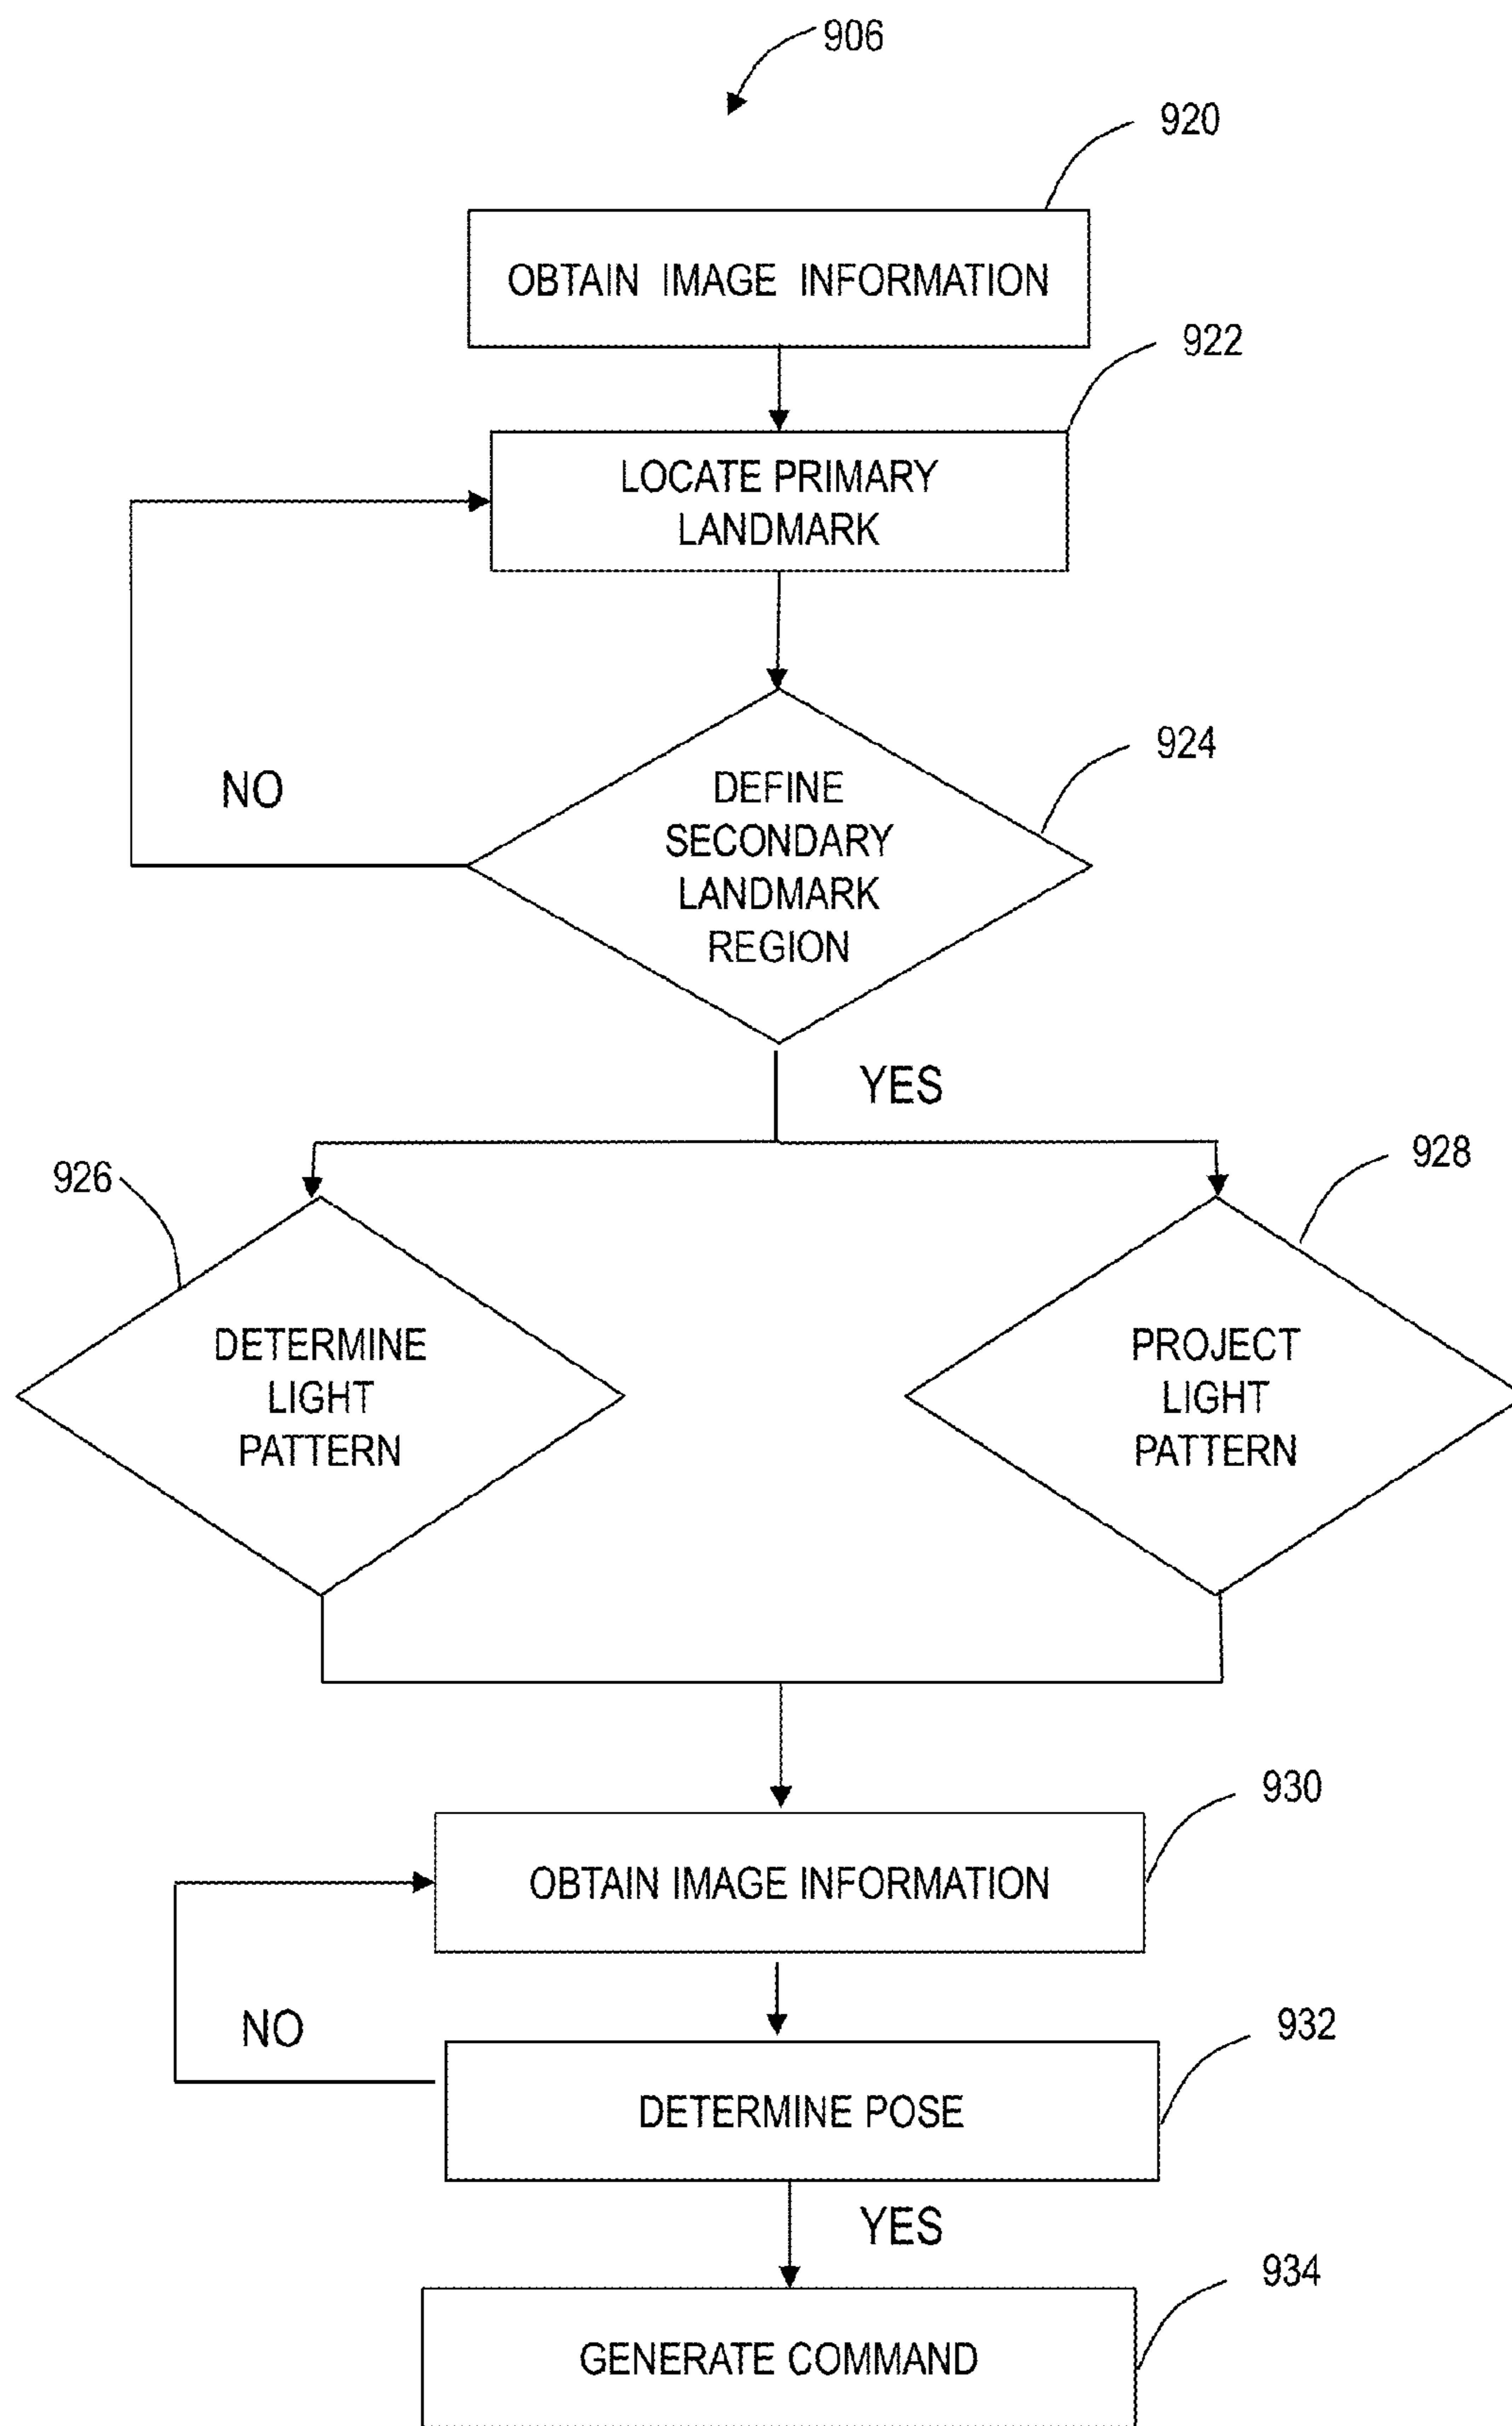 906
920
OBTAIN IMAGE INFORMATION
922
LOCATE PRIMARY
LANDMARK
924
DEFINE
SECONDARY
LANDMARK
REGION
NO
YES
926
928
DETERMINE
LIGHT
PATTERN
PROJECT
LIGHT
PATTERN
930
OBTAIN IMAGE INFORMATION
NO
932
DETERMINE POSE
YES
934
GENERATE COMMAND